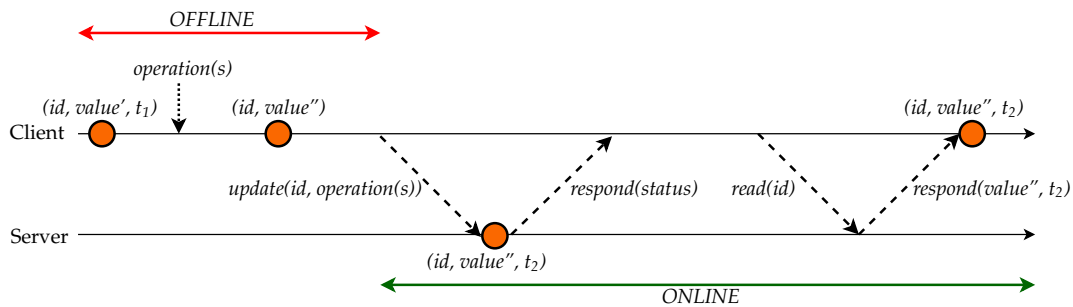 OFFLINE
operation(s)
(id, value', t₁)
(id, value'')
(id, value'', t₂)
Client
update(id, operation(s))
respond(status)
read(id)
respond(value'', t₂)
Server
(id, value'', t₂)
ONLINE